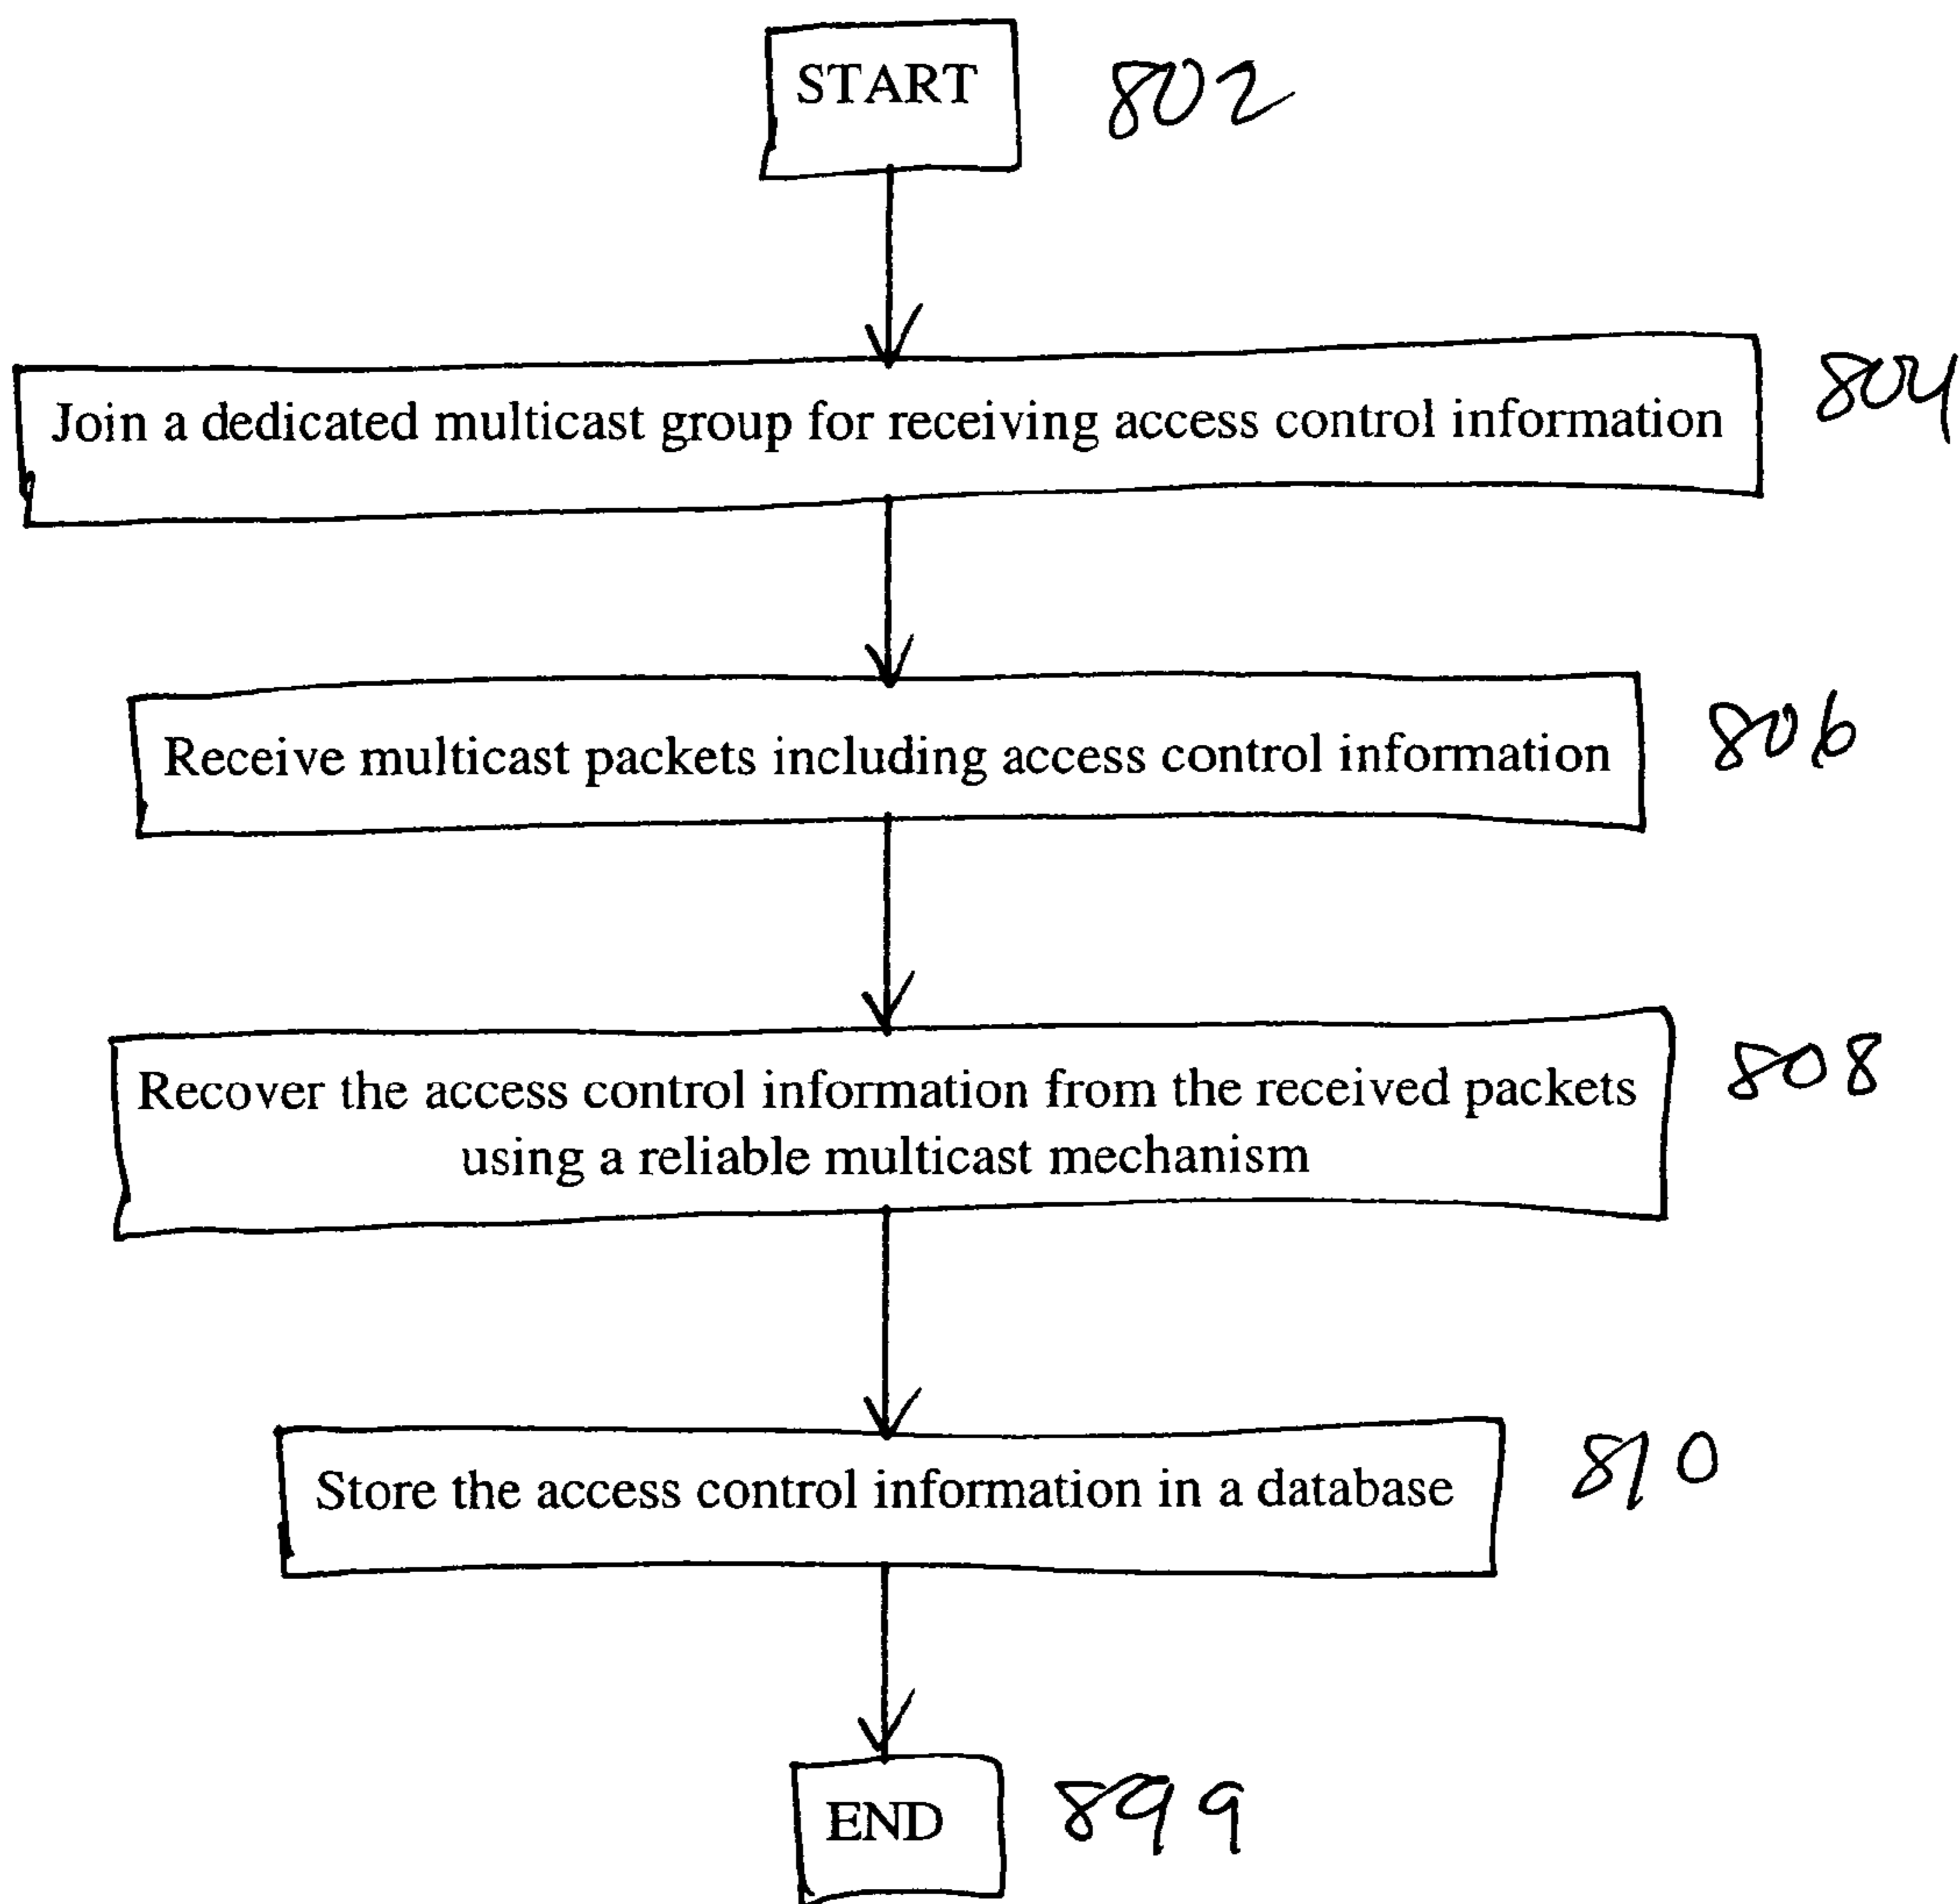 START
802
Join a dedicated multicast group for receiving access control information
804
Receive multicast packets including access control information
806
Recover the access control information from the received packets
using a reliable multicast mechanism
808
Store the access control information in a database
810
END
899